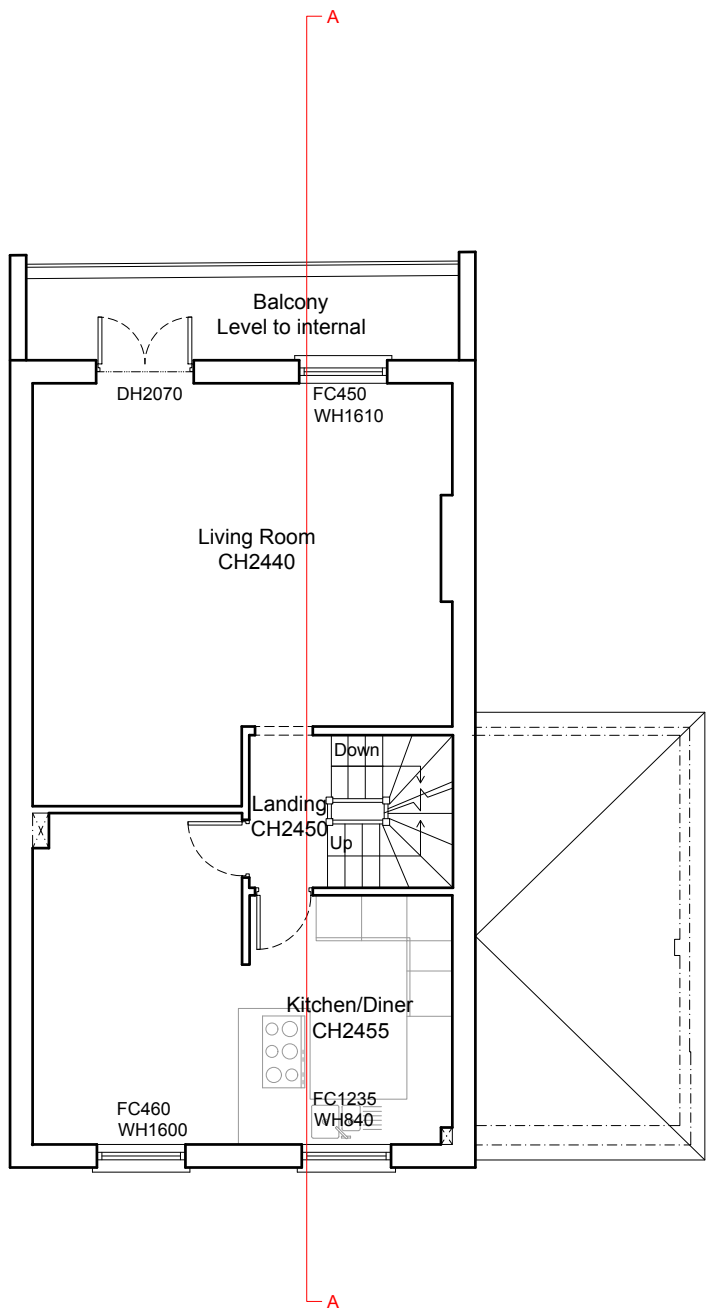 A
Balcony
Level to internal
DH2070
FC450
WH1610
Living Room
CH2440
Down
Landing
CH2450
Up
Kitchen/Diner
CH2455
FC460
WH1600
FC1235
WH840
A